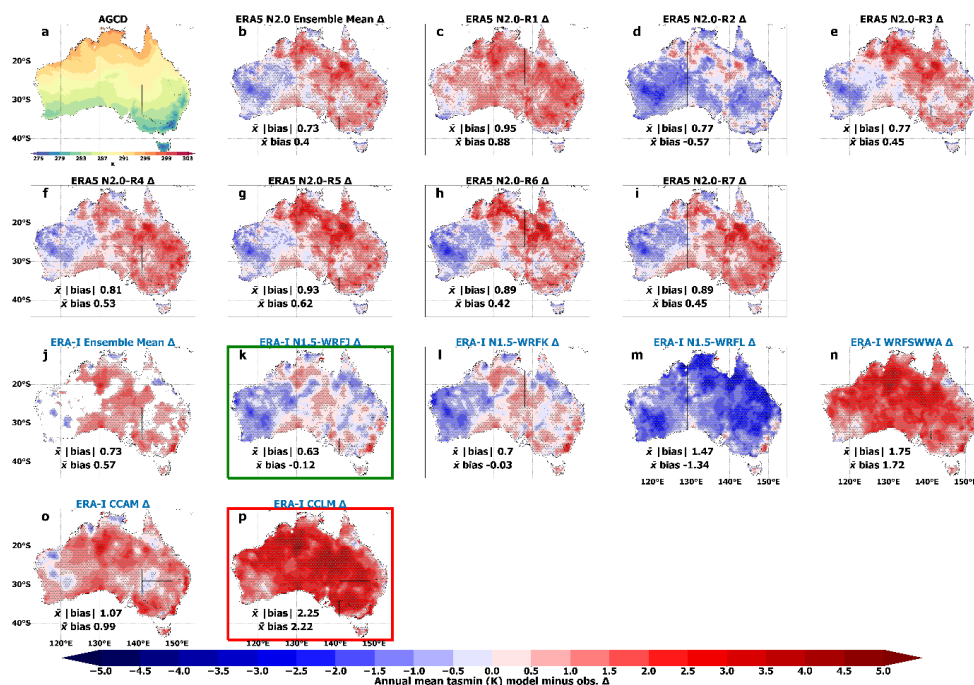 AGCD
ERA5 N2.0 Ensemble Mean Δ
ERA5 N2.0-R1 Δ
ERA5 N2.0-R2 Δ
ERA5 N2.0-R3 Δ
a
b
c
d
e
20°S
30°S
40°S
x̄ |bias| 0.73
x̄ bias 0.4
x̄ |bias| 0.95
x̄ bias 0.88
x̄ |bias| 0.77
x̄ bias -0.57
x̄ |bias| 0.77
x̄ bias 0.45
275 279 283 287 291 295 299 303
K
ERA5 N2.0-R4 Δ
ERA5 N2.0-R5 Δ
ERA5 N2.0-R6 Δ
ERA5 N2.0-R7 Δ
f
g
h
i
20°S
30°S
40°S
x̄ |bias| 0.81
x̄ bias 0.53
x̄ |bias| 0.93
x̄ bias 0.62
x̄ |bias| 0.89
x̄ bias 0.42
x̄ |bias| 0.89
x̄ bias 0.45
ERA-I Ensemble Mean Δ
ERA-I N1.5-WRFJ Δ
ERA-I N1.5-WRFK Δ
ERA-I N1.5-WRFL Δ
ERA-I WRFSWWA Δ
j
k
l
m
n
20°S
30°S
40°S
x̄ |bias| 0.73
x̄ bias 0.57
x̄ |bias| 0.63
x̄ bias -0.12
x̄ |bias| 0.7
x̄ bias -0.03
x̄ |bias| 1.47
x̄ bias -1.34
x̄ |bias| 1.75
x̄ bias 1.72
120°E 130°E 140°E 150°E
120°E 130°E 140°E 150°E
ERA-I CCAM Δ
ERA-I CCLM Δ
o
p
20°S
30°S
40°S
x̄ |bias| 1.07
x̄ bias 0.99
x̄ |bias| 2.25
x̄ bias 2.22
120°E 130°E 140°E 150°E
120°E 130°E 140°E 150°E
−5.0 −4.5 −4.0 −3.5 −3.0 −2.5 −2.0 −1.5 −1.0 −0.5 0.0 0.5 1.0 1.5 2.0 2.5 3.0 3.5 4.0 4.5 5.0
Annual mean tasmin (K) model minus obs. Δ